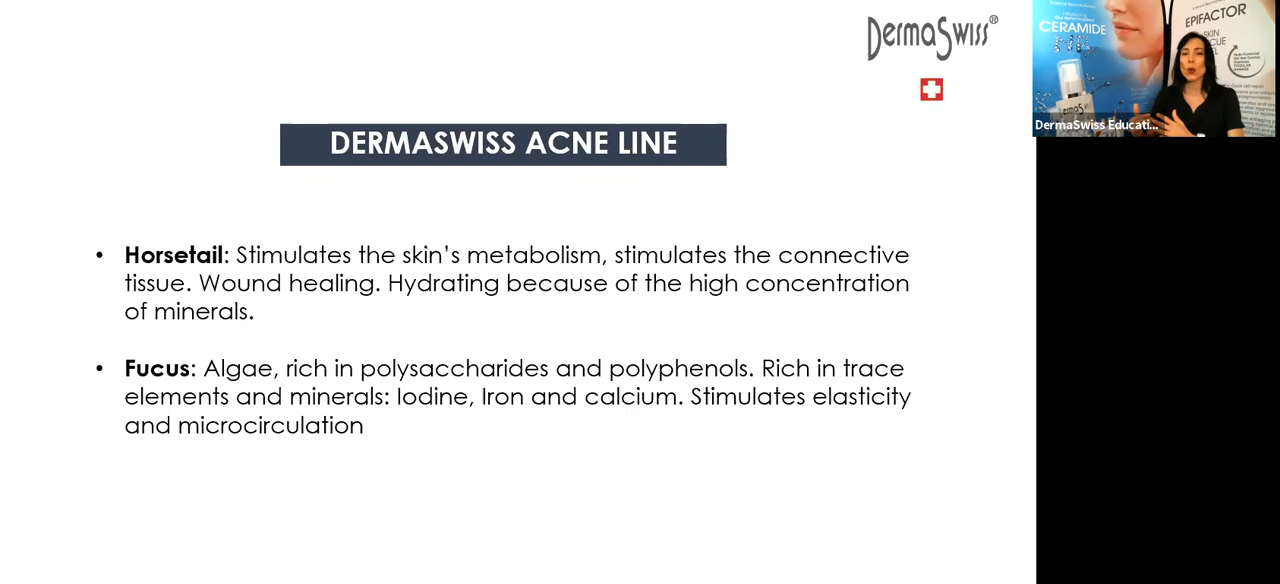 DermaSwiss®
DERMASWISS ACNE LINE
• Horsetail: Stimulates the skin's metabolism, stimulates the connective
tissue. Wound healing. Hydrating because of the high concentration
of minerals.
• Fucus: Algae, rich in polysaccharides and polyphenols. Rich in trace
elements and minerals: Iodine, Iron and calcium. Stimulates elasticity
and microcirculation
CERAMIDE
EPIFACTOR
SKIN
DermaSwiss Educati...